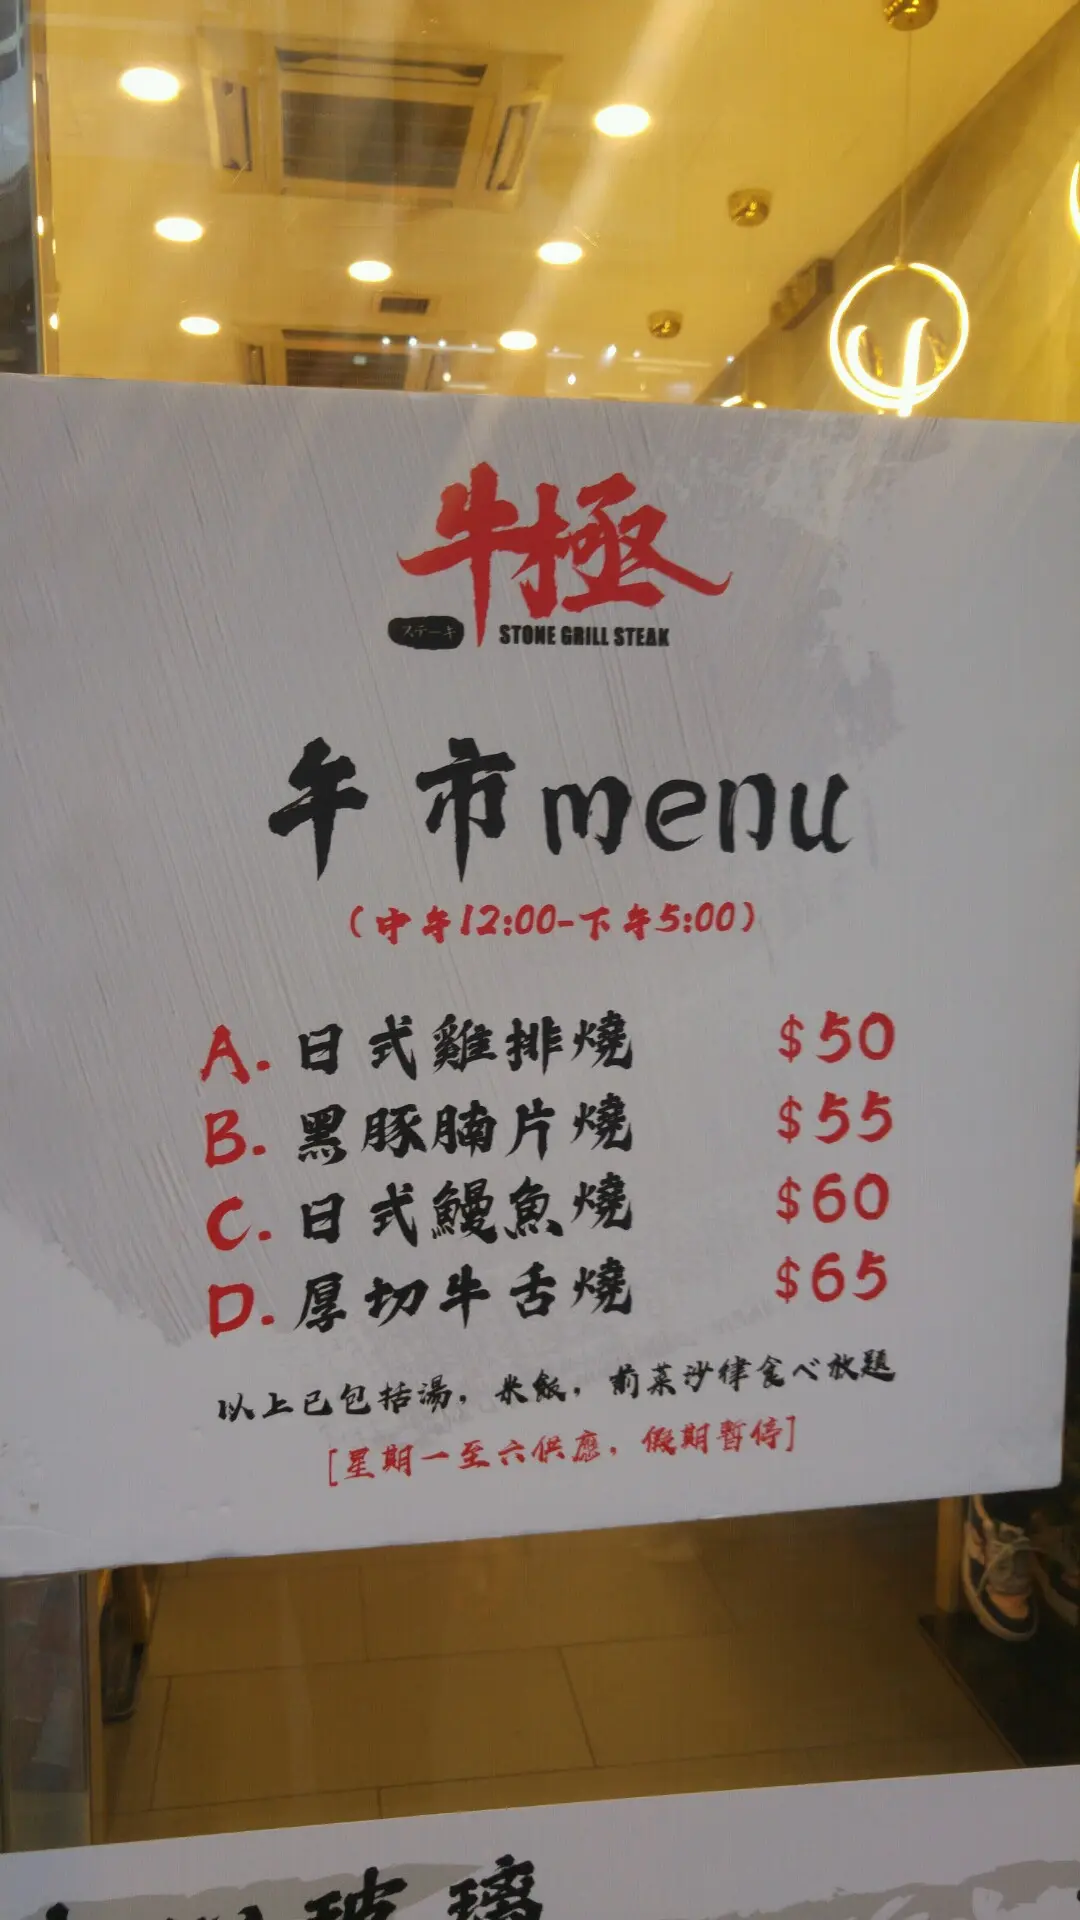 牛極
ステーキ STONE GRILL STEAK
午市menu
(中午12:00-下午5:00)
A. 日式雞排燒 $50
B. 黑豚腩片燒 $55
C. 日式鰻魚燒 $60
D. 厚切牛舌燒 $65
以上已包括湯，米飯，前菜沙律食べ放題
[星期一至六供應，假期暫停]
玻璃